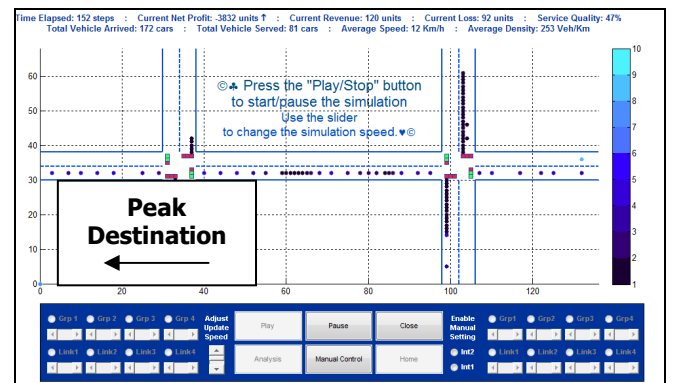 Time Elapsed: 152 steps : Current Net Profit: -3832 units ↑ : Current Revenue: 120 units : Current Loss: 92 units : Service Quality: 47%
Total Vehicle Arrived: 172 cars : Total Vehicle Served: 81 cars : Average Speed: 12 Km/h : Average Density: 253 Veh/Km
©♣ Press the "Play/Stop" button
to start/pause the simulation
Use the slider
to change the simulation speed.♥©
Peak
Destination
60
50
40
30
20
10
0
0 20 40 60 80 100 120
10
9
8
7
6
5
4
3
2
1
Grp 1 Grp 2 Grp 3 Grp 4 Adjust Update Speed Play Pause Close Enable Manual Setting Grp1 Grp2 Grp3 Grp4
Link1 Link2 Link3 Link4 Analysis Manual Control Home Int2 Int1 Link1 Link2 Link3 Link4